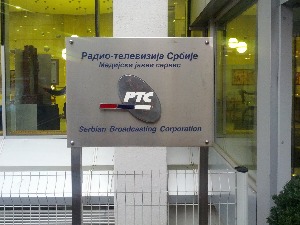 Радио-телевизија Србије
Медијски јавни сервис
РТС
Serbian Broadcasting Corporation